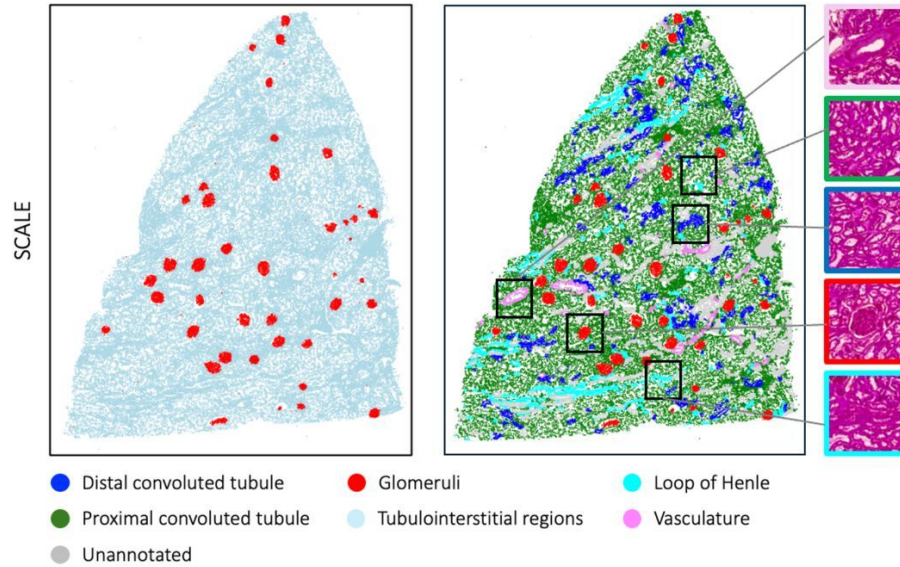 SCALE
Distal convoluted tubule
Glomeruli
Loop of Henle
Proximal convoluted tubule
Tubulointerstitial regions
Vasculature
Unannotated